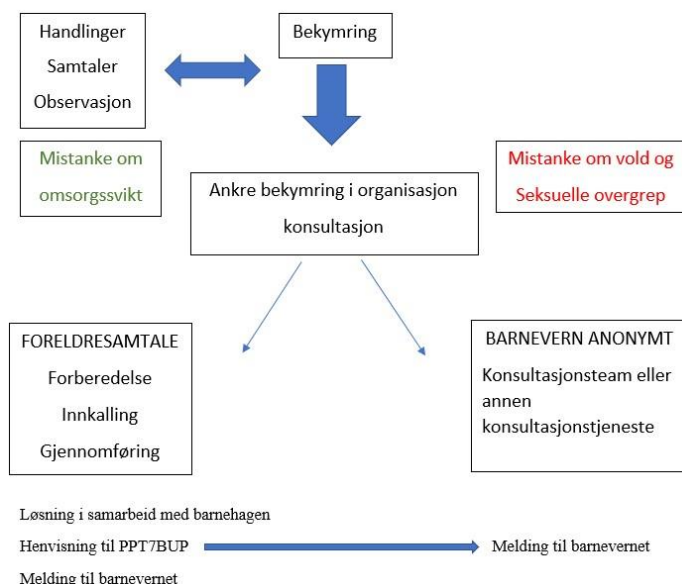 Handlinger
Samtaler
Observasjon
Bekymring
Mistanke om
omsorgssvikt
Ankre bekymring i organisasjon
konsultasjon
Mistanke om vold og
Seksuelle overgrep
FORELDRESAMTALE
Forberedelse
Innkalling
Gjennomføring
BARNEVERN ANONYMT
Konsultasjonsteam eller
annen
konsultasjonstjeneste
Løsning i samarbeid med barnehagen
Henvisning til PPT7BUP
Melding til barnevernet
Melding til barnevernet